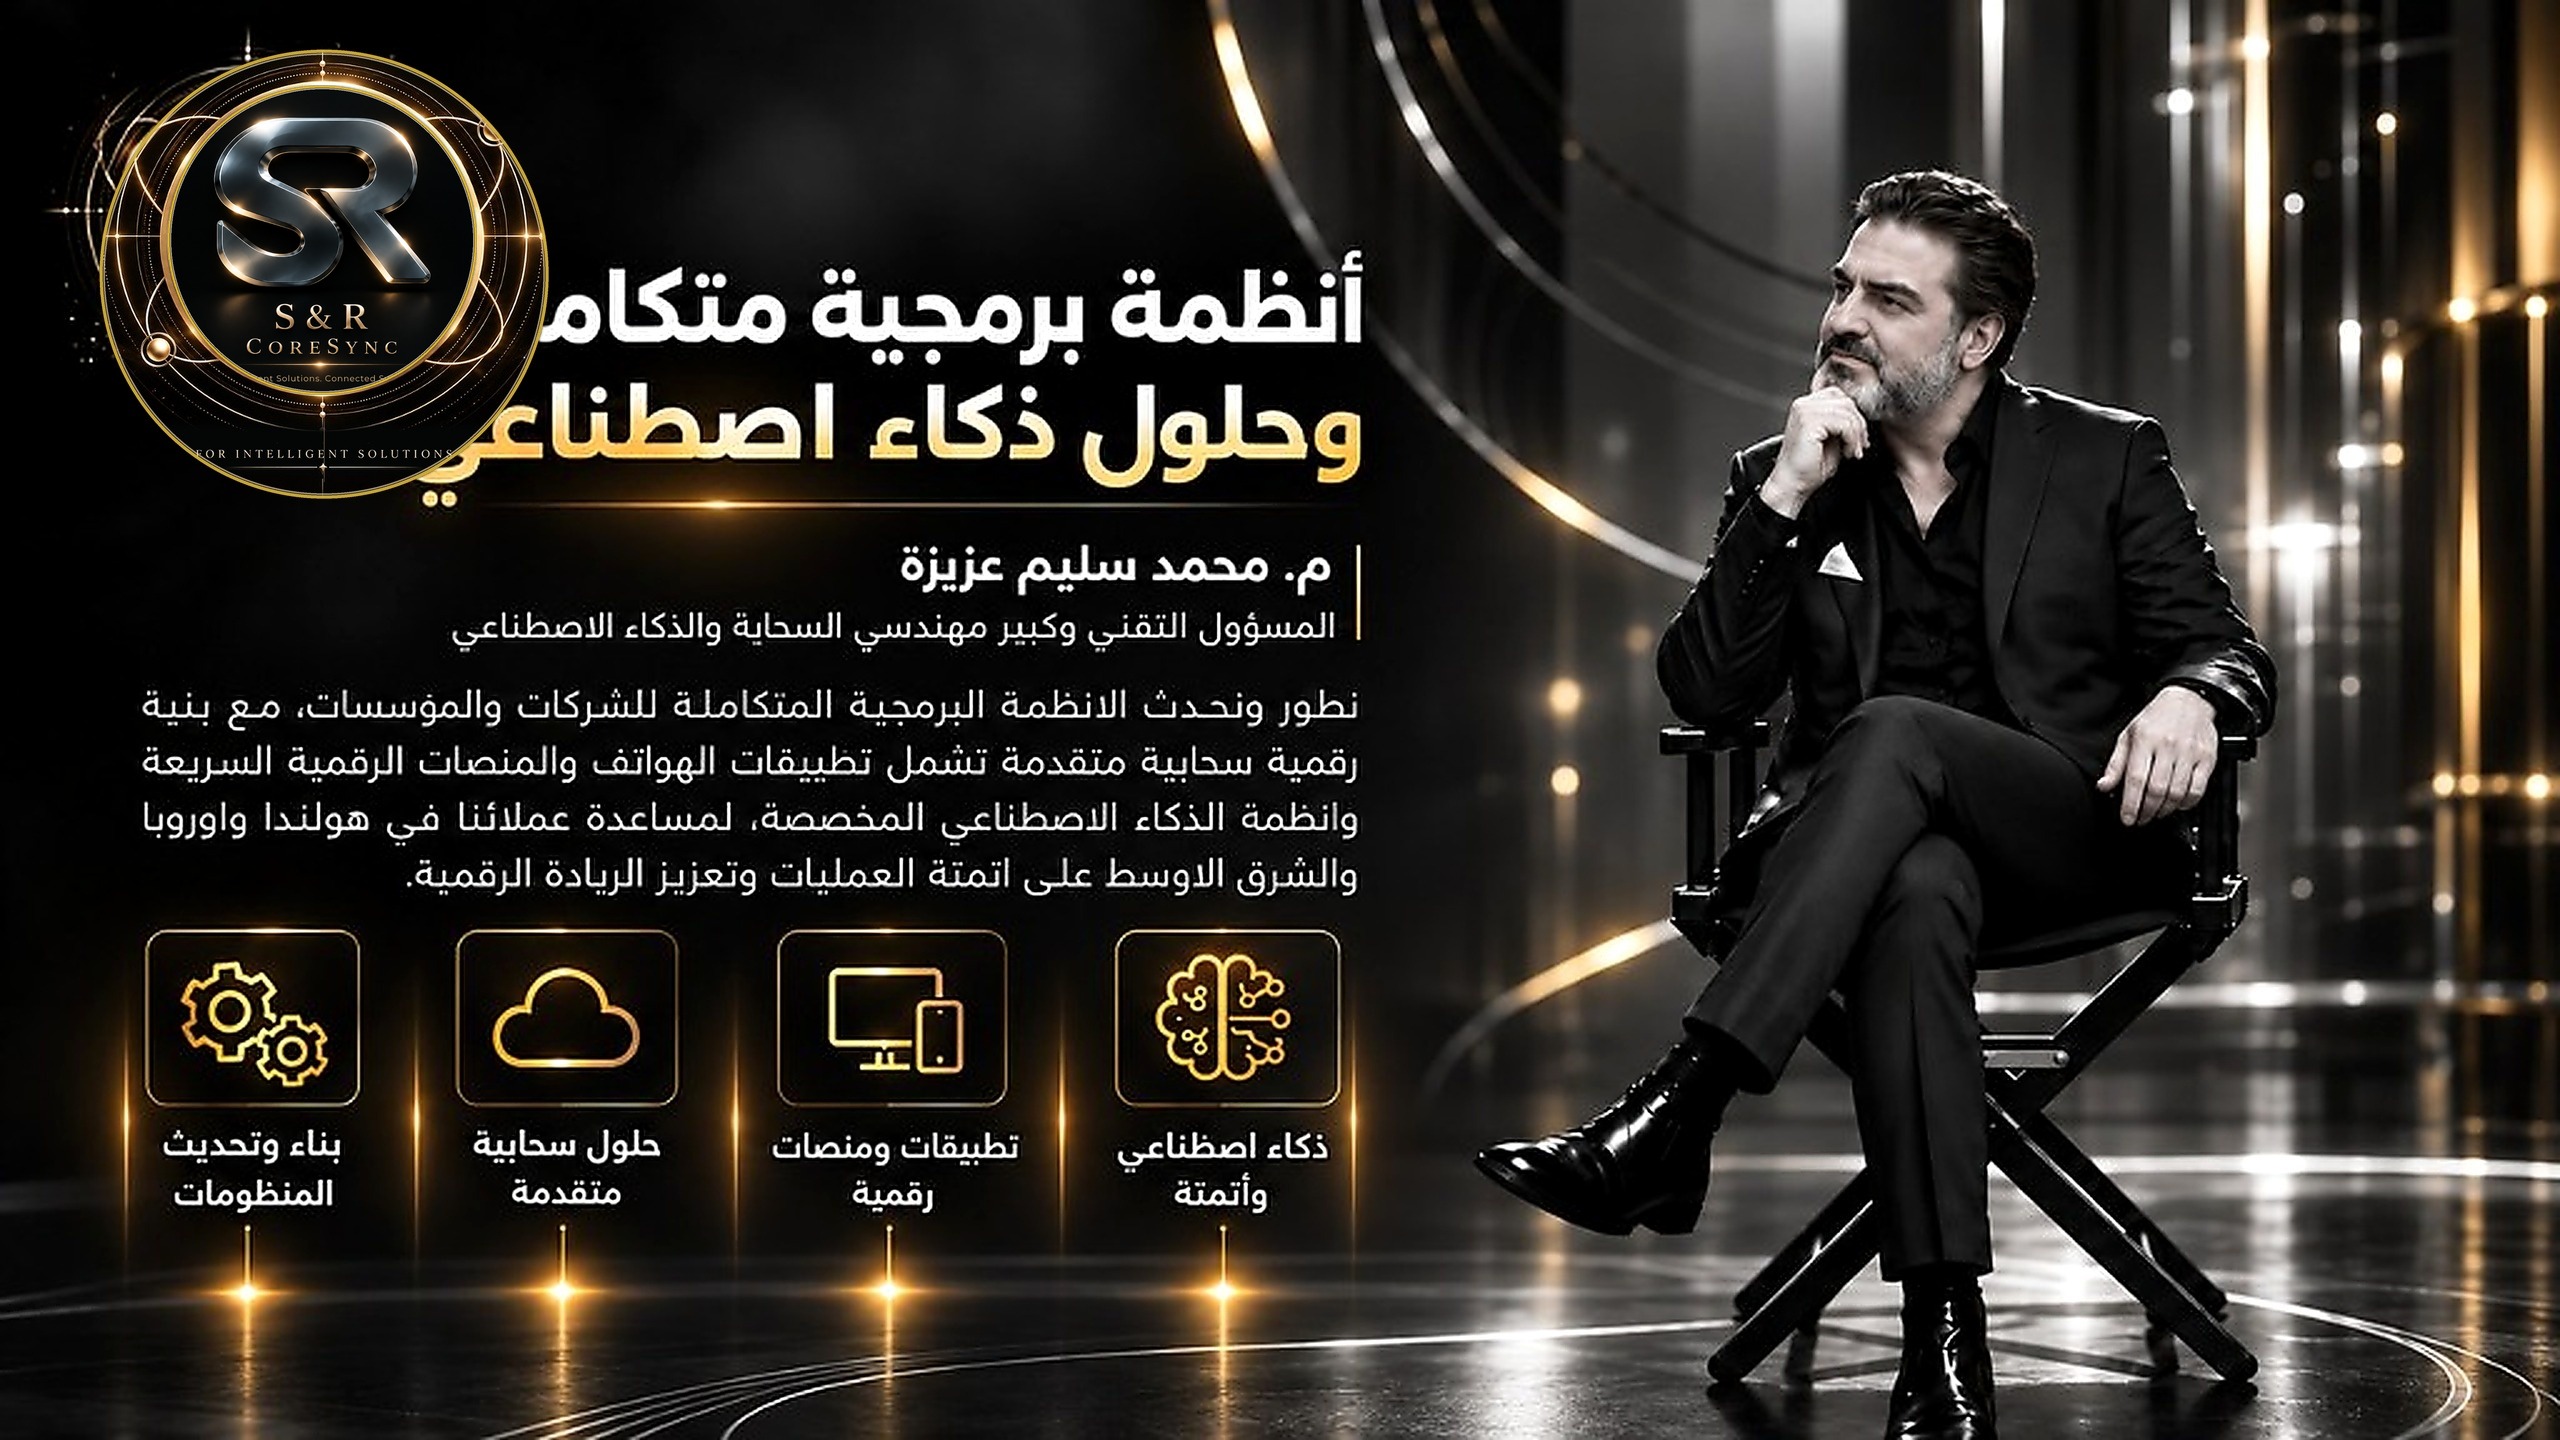 S & R
CORESYNC
nt Solutions. Connected S
FOR INTELLIGENT SOLUTIONS
أنظمة برمجية
وحلول ذكاء اصطناعي
م. محمد سليم عزيزة
المسؤول التقني وكبير مهندسي السحابة والذكاء الاصطناعي
نطور ونحدث الانظمة البرمجية المتكاملة للشركات والمؤسسات، مع بنية
رقمية سحابية متقدمة تشمل تطبيقات الهواتف والمنصات الرقمية السريعة
وانظمة الذكاء الاصطناعي المخصصة، لمساعدة عملائنا في هولندا واوروبا
والشرق الاوسط على اتمتة العمليات وتعزيز الريادة الرقمية.
ذكاء اصطناعي
وأتمتة
تطبيقات ومنصات
رقمية
حلول سحابية
متقدمة
بناء وتحديث
المنظومات